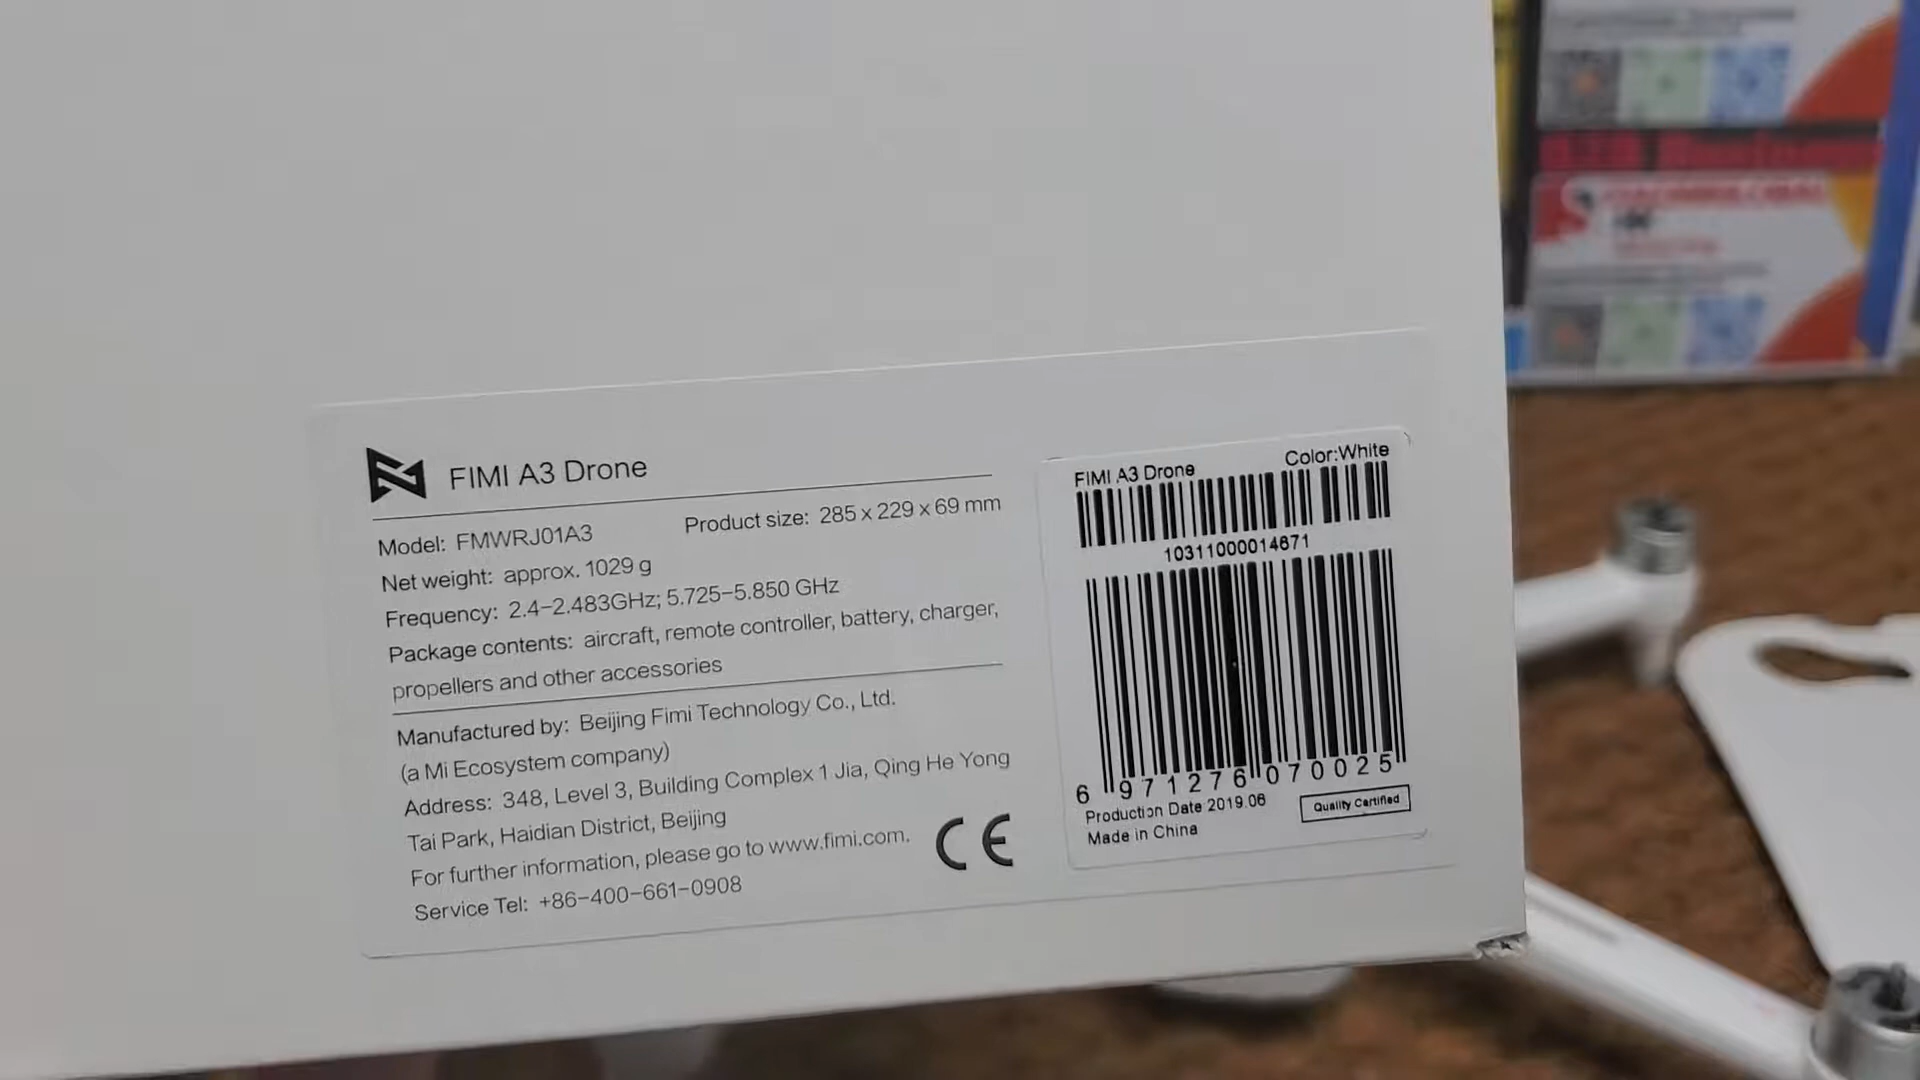 FIMI A3 Drone
Model: FMWRJ01A3
Product size: 285 x 229 x 69 mm
Net weight: approx. 1029 g
Frequency: 2.4-2.483GHz; 5.725-5.850 GHz
Package contents: aircraft, remote controller, battery, charger,
propellers and other accessories
Manufactured by: Beijing Fimi Technology Co., Ltd.
(a Mi Ecosystem company)
Address: 348, Level 3, Building Complex 1 Jia, Qing He Yong
Tai Park, Haidian District, Beijing
For further information, please go to www.fimi.com.
Service Tel: +86-400-661-0908
CE
FIMI A3 Drone
Color:White
10311000014671
6 971276 070025
Production Date 2019.06
Quality Certified
Made in China